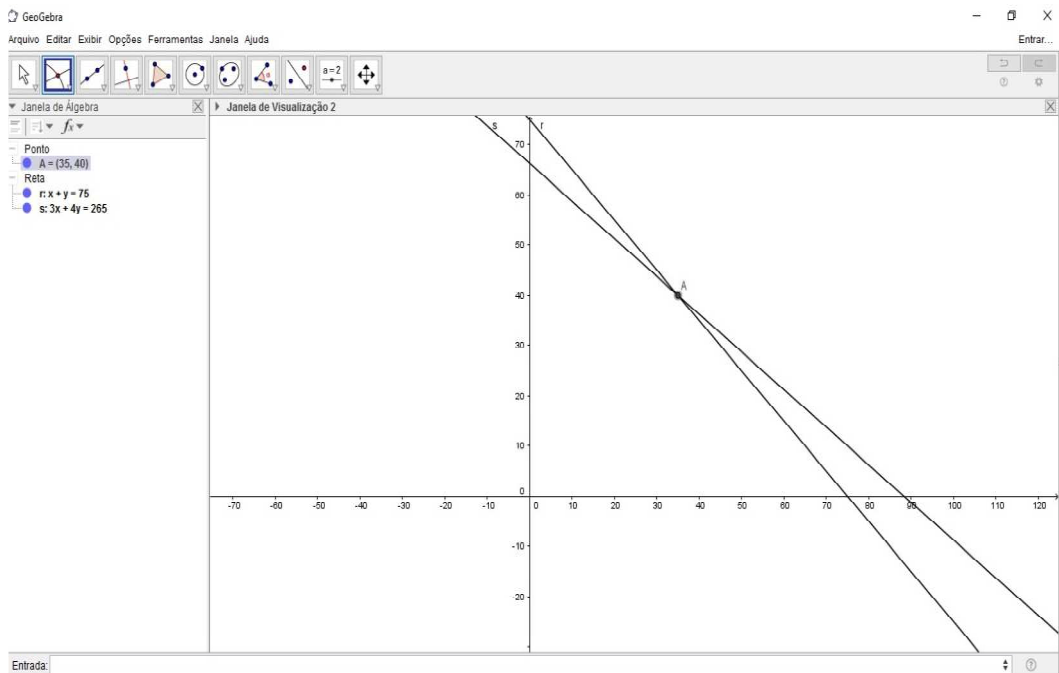 GeoGebra
Arquivo Editar Exibir Opções Ferramentas Janela Ajuda
Entrar...
a=2
Janela de Álgebra
Janela de Visualização 2
fx
Ponto
A = (35, 40)
Reta
r: x + y = 75
s: 3x + 4y = 265
s
r
A
70
60
50
40
30
20
10
0
-70 -60 -50 -40 -30 -20 -10 0 10 20 30 40 50 60 70 80 90 100 110 120
-10
-20
Entrada: